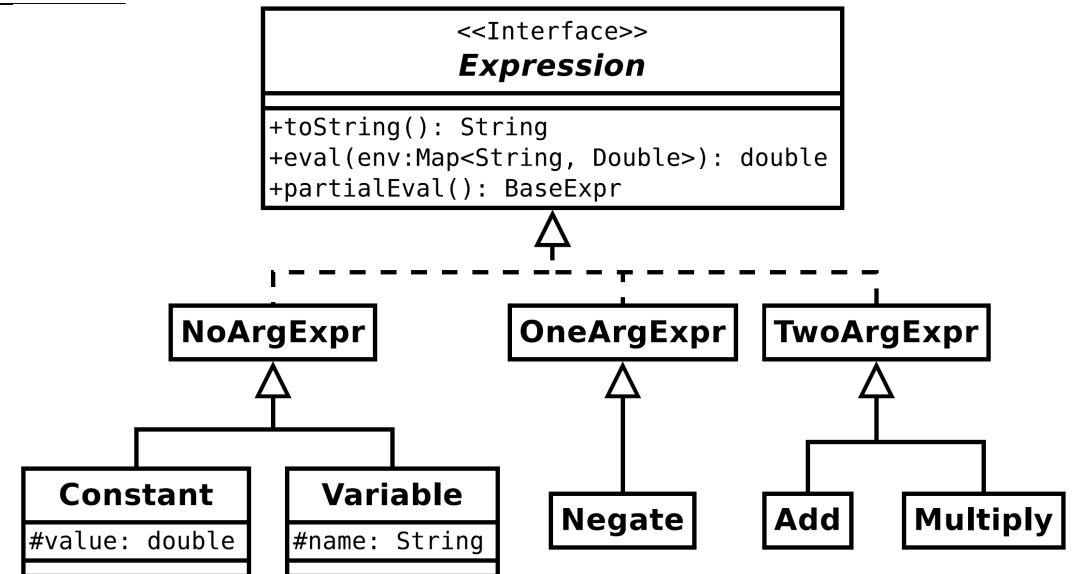 <<Interface>>
Expression
+toString(): String
+eval(env:Map<String, Double>): double
+partialEval(): BaseExpr
NoArgExpr
OneArgExpr
TwoArgExpr
Constant
#value: double
Variable
#name: String
Negate
Add
Multiply